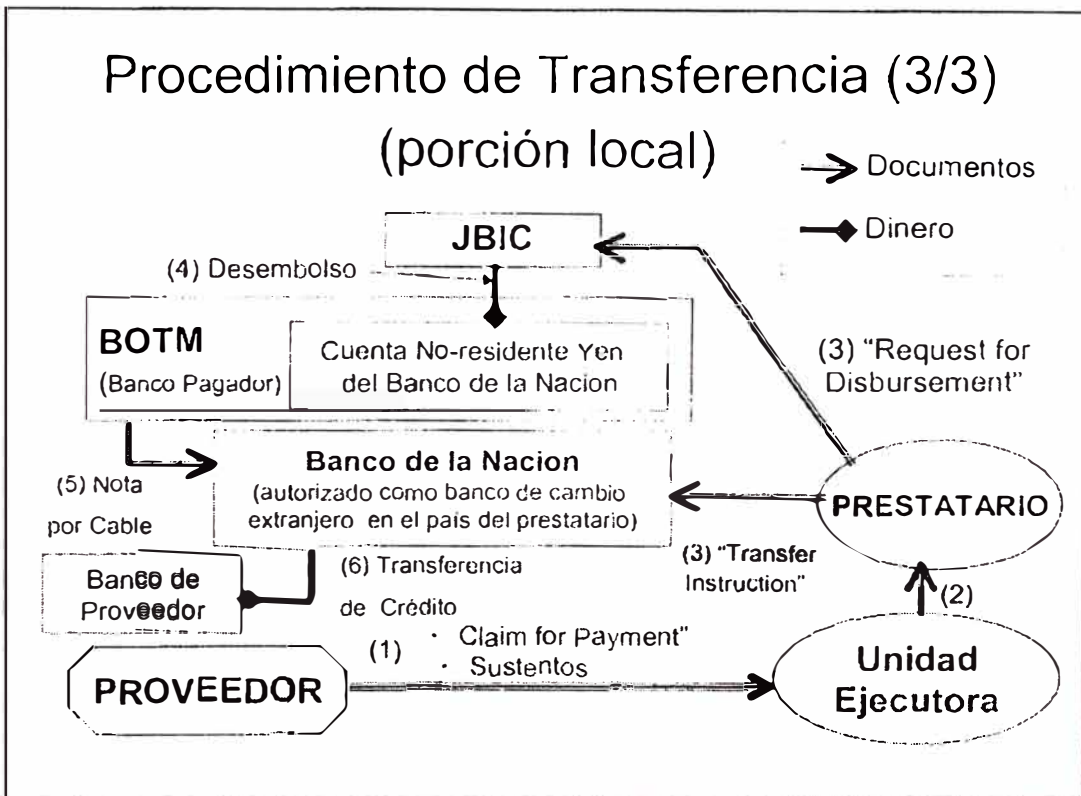 Procedimiento de Transferencia (3/3)
(porción local)
Documentos
Dinero
JBIC
(4) Desembolso
BOTM
(Banco Pagador)
Cuenta No-residente Yen
del Banco de la Nacion
(3) "Request for
Disbursement"
Banco de la Nacion
(autorizado como banco de cambio
extranjero en el país del prestatario)
(5) Nota
por Cable
PRESTATARIO
(3) "Transfer
Instruction"
(6) Transferencia
de Crédito
Banco de
Proveedor
(2)
(1)
· Claim for Payment"
· Sustentos
PROVEEDOR
Unidad
Ejecutora